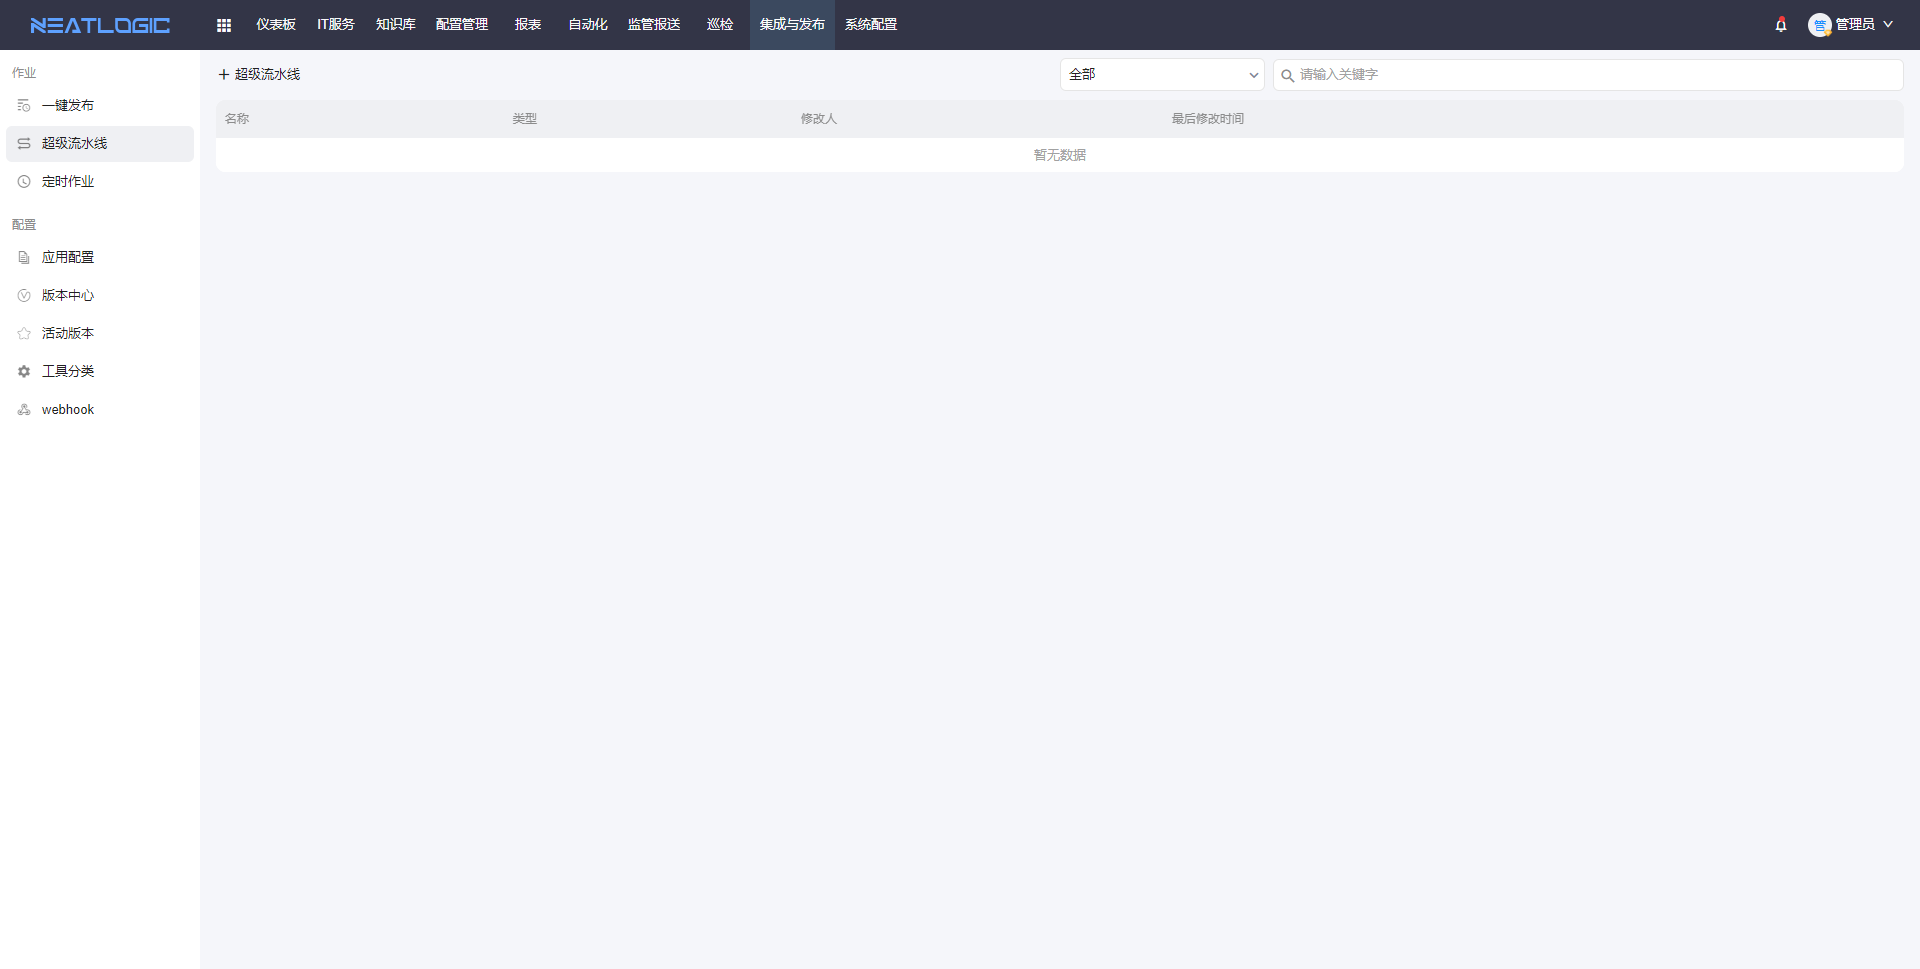 NEATLOGIC 仪表板 IT服务 知识库 配置管理 报表 自动化 监管报送 巡检 集成与发布 系统配置 管 管理员
作业
一键发布
超级流水线
定时作业
配置
应用配置
版本中心
活动版本
工具分类
webhook
超级流水线 全部 请输入关键字
名称 类型 修改人 最后修改时间
暂无数据